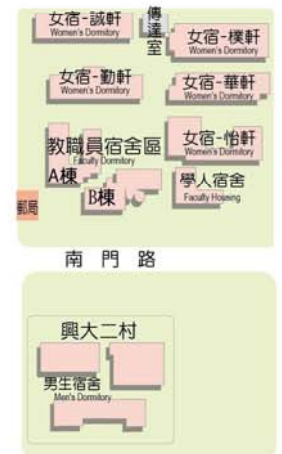 女宿-誠軒
Women's Dormitory
傳達室
女宿-樸軒
Women's Dormitory
女宿-勤軒
Women's Dormitory
女宿-華軒
Women's Dormitory
教職員宿舍區
Faculty Dormitory
A棟
B棟
女宿-怡軒
Women's Dormitory
學人宿舍
Faculty Housing
郵局
南門路
興大二村
男生宿舍
Men's Dormitory